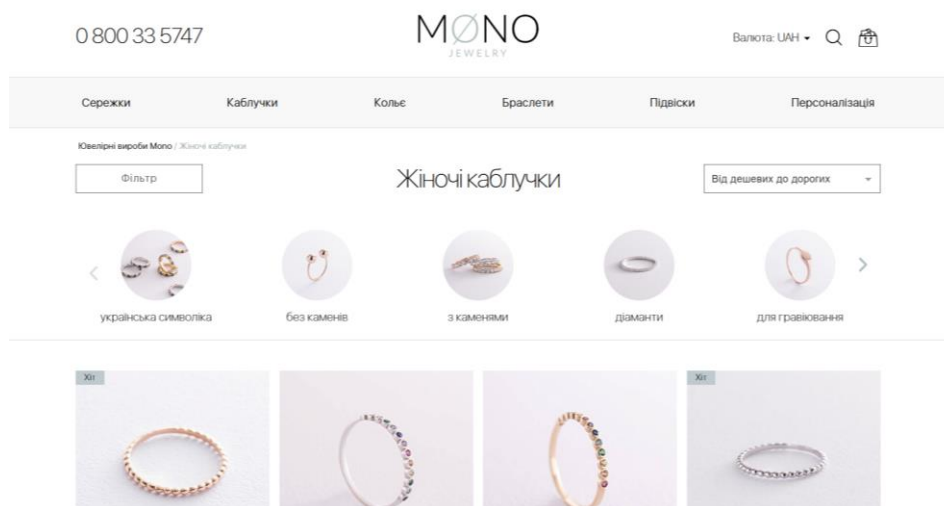 0 800 33 5747
MØNO
JEWELRY
Валюта: UAH
Сережки Каблучки Кольє Браслети Підвіски Персоналізація
Ювелірні вироби Mono / Жіночі каблучки
Фільтр
Жіночі каблучки
Від дешевих до дорогих
українська символіка без каменів з каменями діаманти для гравіювання
Хіт Хіт